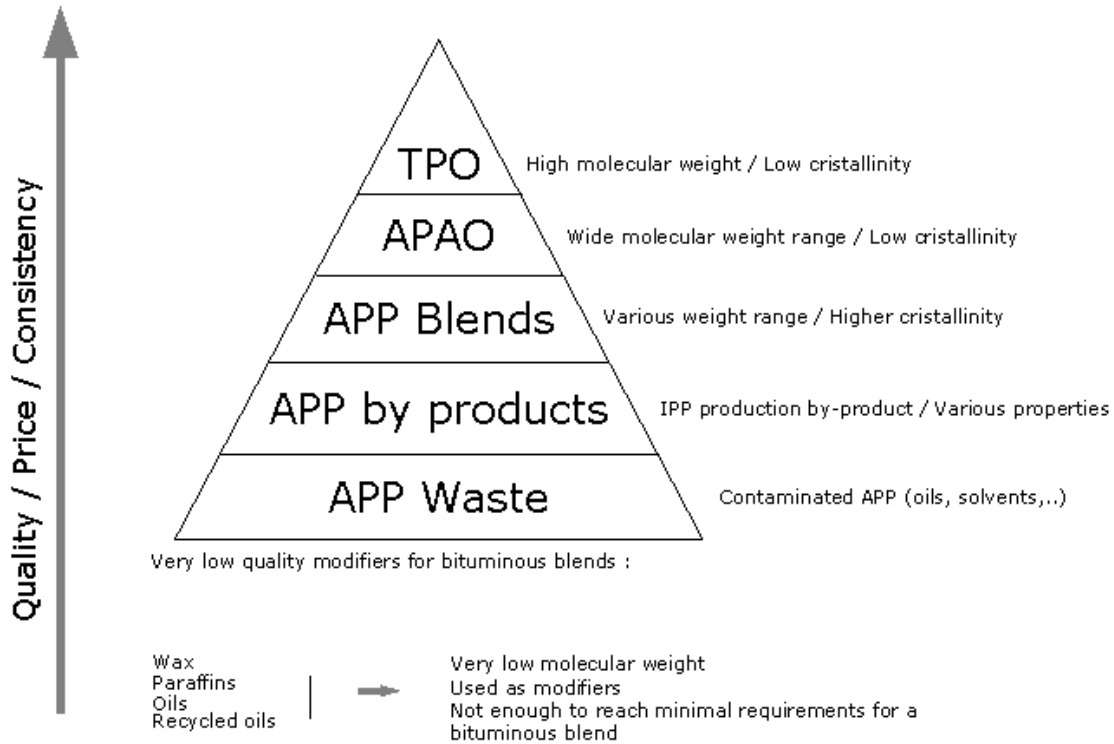 Quality / Price / Consistency
TPO
High molecular weight / Low cristallinity
APAO
Wide molecular weight range / Low cristallinity
APP Blends
Various weight range / Higher cristallinity
APP by products
IPP production by-product / Various properties
APP Waste
Contaminated APP (oils, solvents,..)
Very low quality modifiers for bituminous blends :
Wax
Paraffins
Oils
Recycled oils
Very low molecular weight
Used as modifiers
Not enough to reach minimal requirements for a
bituminous blend